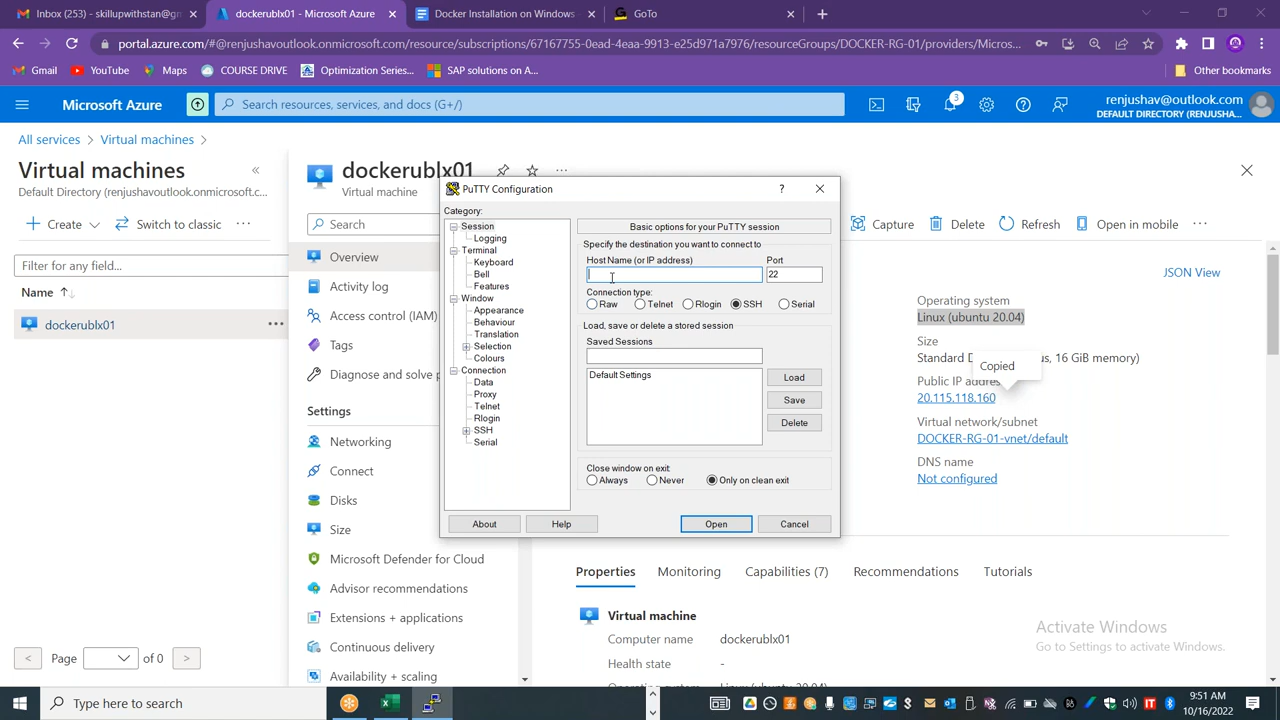 Inbox (253) - skillupwithstan@gm
dockerublx01 - Microsoft Azure
Docker Installation on Windows -
GoTo
portal.azure.com/#@renjushavoutlook.onmicrosoft.com/resource/subscriptions/67167755-0ead-4eaa-9913-e25d971a7976/resourceGroups/DOCKER-RG-01/providers/Micros...
Gmail
YouTube
Maps
COURSE DRIVE
Optimization Series...
SAP solutions on A...
Other bookmarks
Microsoft Azure
Search resources, services, and docs (G+/)
3
renjushav@outlook.com
DEFAULT DIRECTORY (RENJUSHA...
All services > Virtual machines >
Virtual machines
Default Directory (renjushavoutlook.onmicrosoft.c...
Create
Switch to classic
Filter for any field...
Name
dockerublx01
Page
of 0
dockerublx01
Virtual machine
Search
Capture
Delete
Refresh
Open in mobile
Overview
Activity log
Access control (IAM)
Tags
Diagnose and solve p
Settings
Networking
Connect
Disks
Size
Microsoft Defender for Cloud
Advisor recommendations
Extensions + applications
Continuous delivery
Availability + scaling
JSON View
Operating system
Linux (ubuntu 20.04)
Size
Standard D
us, 16 GiB memory)
Copied
Public IP addre
20.115.118.160
Virtual network/subnet
DOCKER-RG-01-vnet/default
DNS name
Not configured
Properties
Monitoring
Capabilities (7)
Recommendations
Tutorials
Virtual machine
Computer name
dockerublx01
Health state
-
PuTTY Configuration
?
Category:
Session
Logging
Terminal
Keyboard
Bell
Features
Window
Appearance
Behaviour
Translation
Selection
Colours
Connection
Data
Proxy
Telnet
Rlogin
SSH
Serial
Basic options for your PuTTY session
Specify the destination you want to connect to
Host Name (or IP address)
Port
22
Connection type:
Raw
Telnet
Rlogin
SSH
Serial
Load, save or delete a stored session
Saved Sessions
Default Settings
Load
Save
Delete
Close window on exit:
Always
Never
Only on clean exit
About
Help
Open
Cancel
Activate Windows
Go to Settings to activate Windows.
Type here to search
9:51 AM
10/16/2022